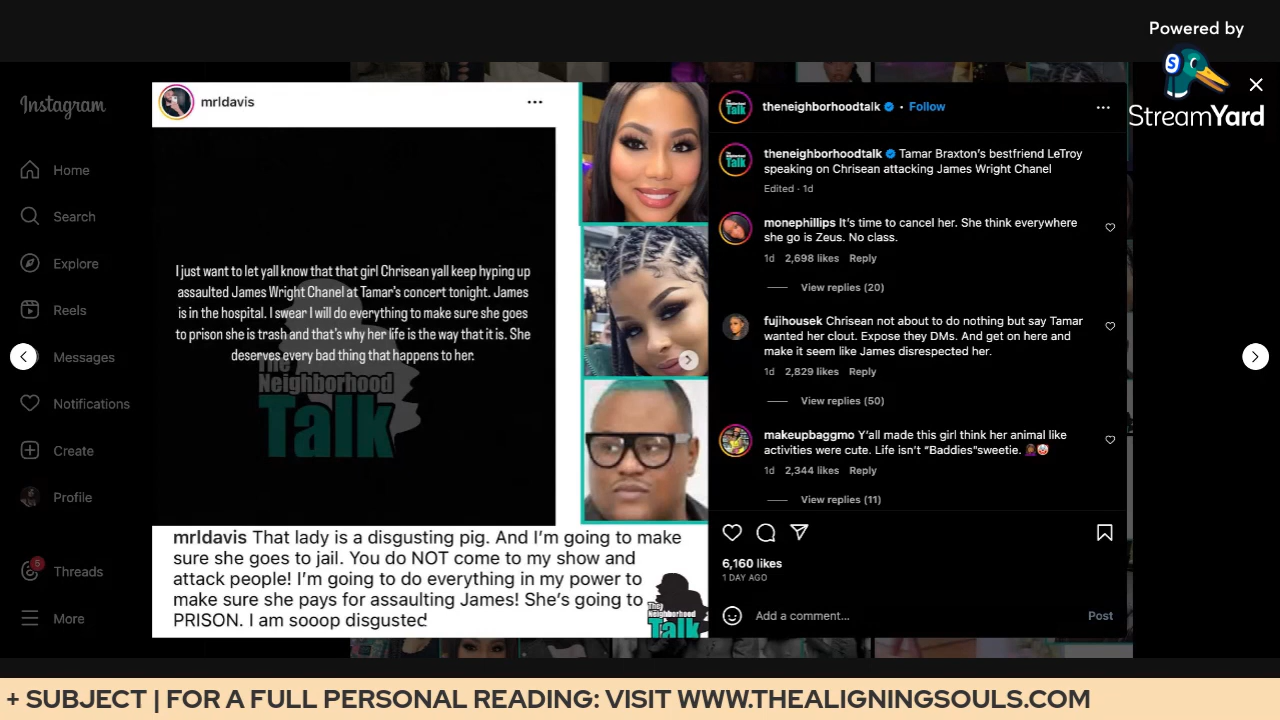 Powered by
S
StreamYard
Instagram
Home
Search
Explore
Reels
Messages
Notifications
Create
Profile
5
Threads
More
mrldavis
I just want to let yall know that that girl Chrisean yall keep hyping up
assaulted James Wright Chanel at Tamar's concert tonight. James
is in the hospital. I swear I will do everything to make sure she goes
to prison she is trash and that's why her life is the way that it is. She
deserves every bad thing that happens to her.
The
Neighborhood
Talk
mrldavis That lady is a disgusting pig. And I'm going to make
sure she goes to jail. You do NOT come to my show and
attack people! I'm going to do everything in my power to
make sure she pays for assaulting James! She's going to
PRISON. I am sooop disgusted!
The
Neighborhood
Talk
theneighborhoodtalk • Follow
theneighborhoodtalk Tamar Braxton's bestfriend LeTroy
speaking on Chrisean attacking James Wright Chanel
Edited · 1d
monephillips It's time to cancel her. She think everywhere
she go is Zeus. No class.
1d 2,698 likes Reply
View replies (20)
fujihousek Chrisean not about to do nothing but say Tamar
wanted her clout. Expose they DMs. And get on here and
make it seem like James disrespected her.
1d 2,829 likes Reply
View replies (50)
makeupbaggmo Y'all made this girl think her animal like
activities were cute. Life isn't "Baddies"sweetie. 🤷🏾‍♀️🤡
1d 2,344 likes Reply
View replies (11)
6,160 likes
1 DAY AGO
Add a comment...
Post
+ SUBJECT | FOR A FULL PERSONAL READING: VISIT WWW.THEALIGNINGSOULS.COM